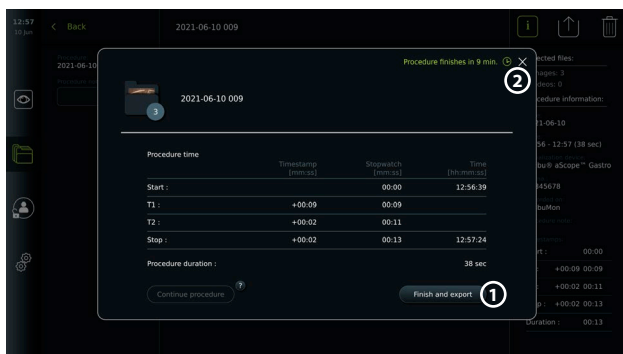 12:57
10 Jun
Back
2021-06-10 009
i
Procedure finishes in 9 min.
2
ected files:
ages: 3
deos: 0
cedure information:
2021-06-10
3
2021-06-10 009
1-06-10
56 - 12:57 (38 sec)
bu® aScope™ Gastro
45678
buMon
Procedure time
Timestamp
[mm:ss]
Stopwatch
[mm:ss]
Time
[hh:mm:ss]
Start :
00:00
12:56:39
T1 :
+00:09
00:09
T2 :
+00:02
00:11
Stop :
+00:02
00:13
12:57:24
Procedure duration :
38 sec
Continue procedure
?
Finish and export
1
rt :
00:00
:
+00:09 00:09
:
+00:02 00:11
p :
+00:02 00:13
Duration :
00:13